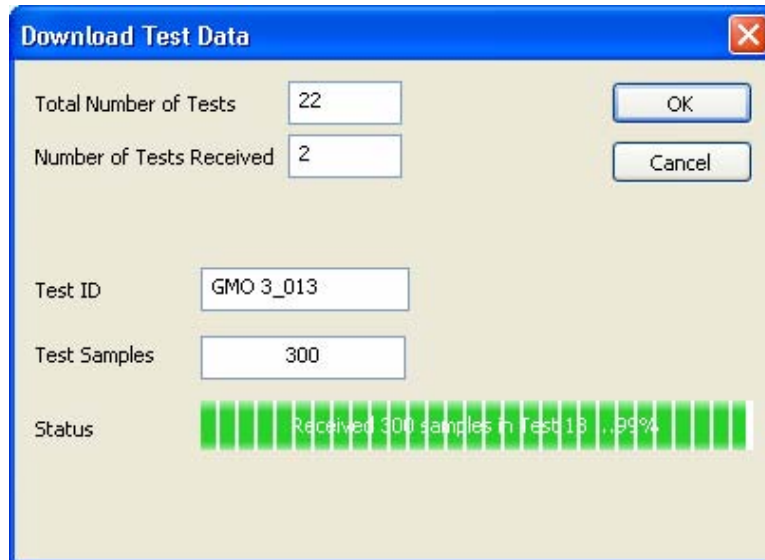 Download Test Data
Total Number of Tests 22 OK
Number of Tests Received 2 Cancel
Test ID GMO 3_013
Test Samples 300
Status Received 300 samples in Test 18 ..99%